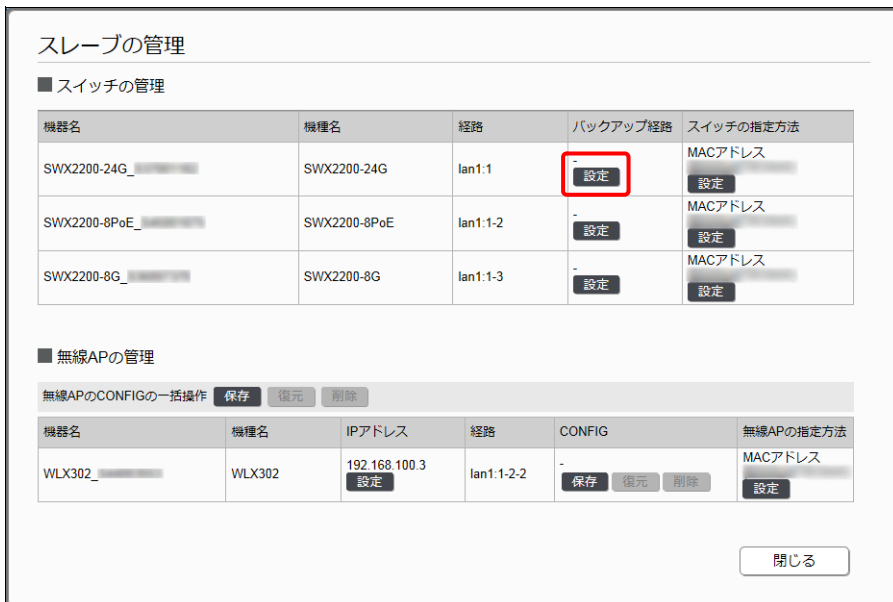 スレーブの管理
スイッチの管理
機器名 機種名 経路 バックアップ経路 スイッチの指定方法
SWX2200-24G_ SWX2200-24G lan1:1 - 設定 MACアドレス 設定
SWX2200-8PoE_ SWX2200-8PoE lan1:1-2 - 設定 MACアドレス 設定
SWX2200-8G_ SWX2200-8G lan1:1-3 - 設定 MACアドレス 設定
無線APの管理
無線APのCONFIGの一括操作 保存 復元 削除
機器名 機種名 IPアドレス 経路 CONFIG 無線APの指定方法
WLX302_ WLX302 192.168.100.3 設定 lan1:1-2-2 - 保存 復元 削除 MACアドレス 設定
閉じる